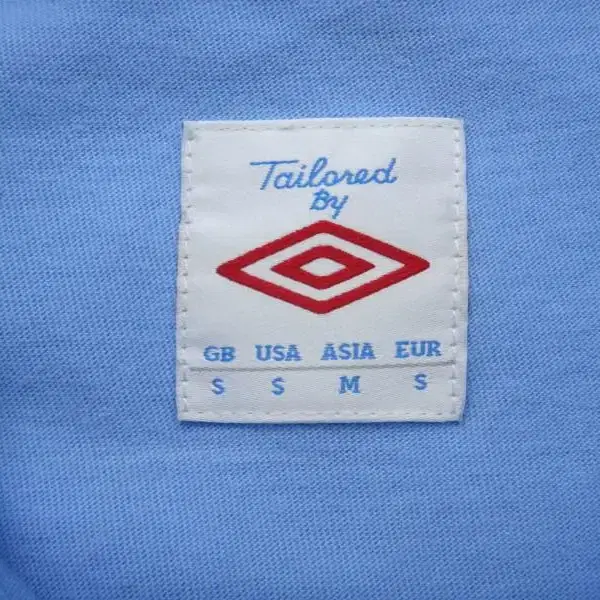 Tailored
By
GB USA ASIA EUR
S S M S